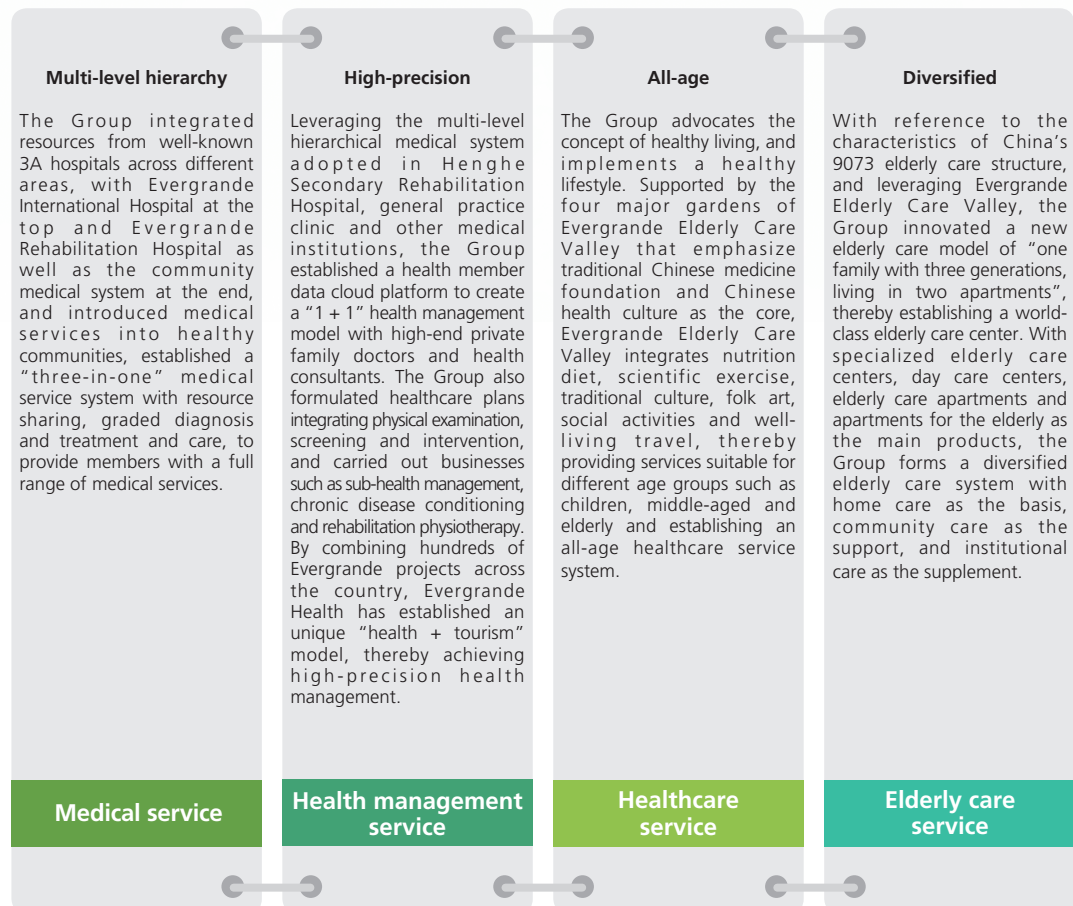 Multi-level hierarchy
The Group integrated
resources from well-known
3A hospitals across different
areas, with Evergrande
International Hospital at the
top and Evergrande
Rehabilitation Hospital as
well as the community
medical system at the end,
and introduced medical
services into healthy
communities, established a
“three-in-one” medical
service system with resource
sharing, graded diagnosis
and treatment and care, to
provide members with a full
range of medical services.
Medical service
High-precision
Leveraging the multi-level
hierarchical medical system
adopted in Henghe
Secondary Rehabilitation
Hospital, general practice
clinic and other medical
institutions, the Group
established a health member
data cloud platform to create
a “1 + 1” health management
model with high-end private
family doctors and health
consultants. The Group also
formulated healthcare plans
integrating physical examination,
screening and intervention,
and carried out businesses
such as sub-health management,
chronic disease conditioning
and rehabilitation physiotherapy.
By combining hundreds of
Evergrande projects across
the country, Evergrande
Health has established an
unique “health + tourism”
model, thereby achieving
high-precision health
management.
Health management
service
All-age
The Group advocates the
concept of healthy living, and
implements a healthy
lifestyle. Supported by the
four major gardens of
Evergrande Elderly Care
Valley that emphasize
traditional Chinese medicine
foundation and Chinese
health culture as the core,
Evergrande Elderly Care
Valley integrates nutrition
diet, scientific exercise,
traditional culture, folk art,
social activities and well-
living travel, thereby
providing services suitable for
different age groups such as
children, middle-aged and
elderly and establishing an
all-age healthcare service
system.
Healthcare
service
Diversified
With reference to the
characteristics of China’s
9073 elderly care structure,
and leveraging Evergrande
Elderly Care Valley, the
Group innovated a new
elderly care model of “one
family with three generations,
living in two apartments”,
thereby establishing a world-
class elderly care center. With
specialized elderly care
centers, day care centers,
elderly care apartments and
apartments for the elderly as
the main products, the
Group forms a diversified
elderly care system with
home care as the basis,
community care as the
support, and institutional
care as the supplement.
Elderly care
service